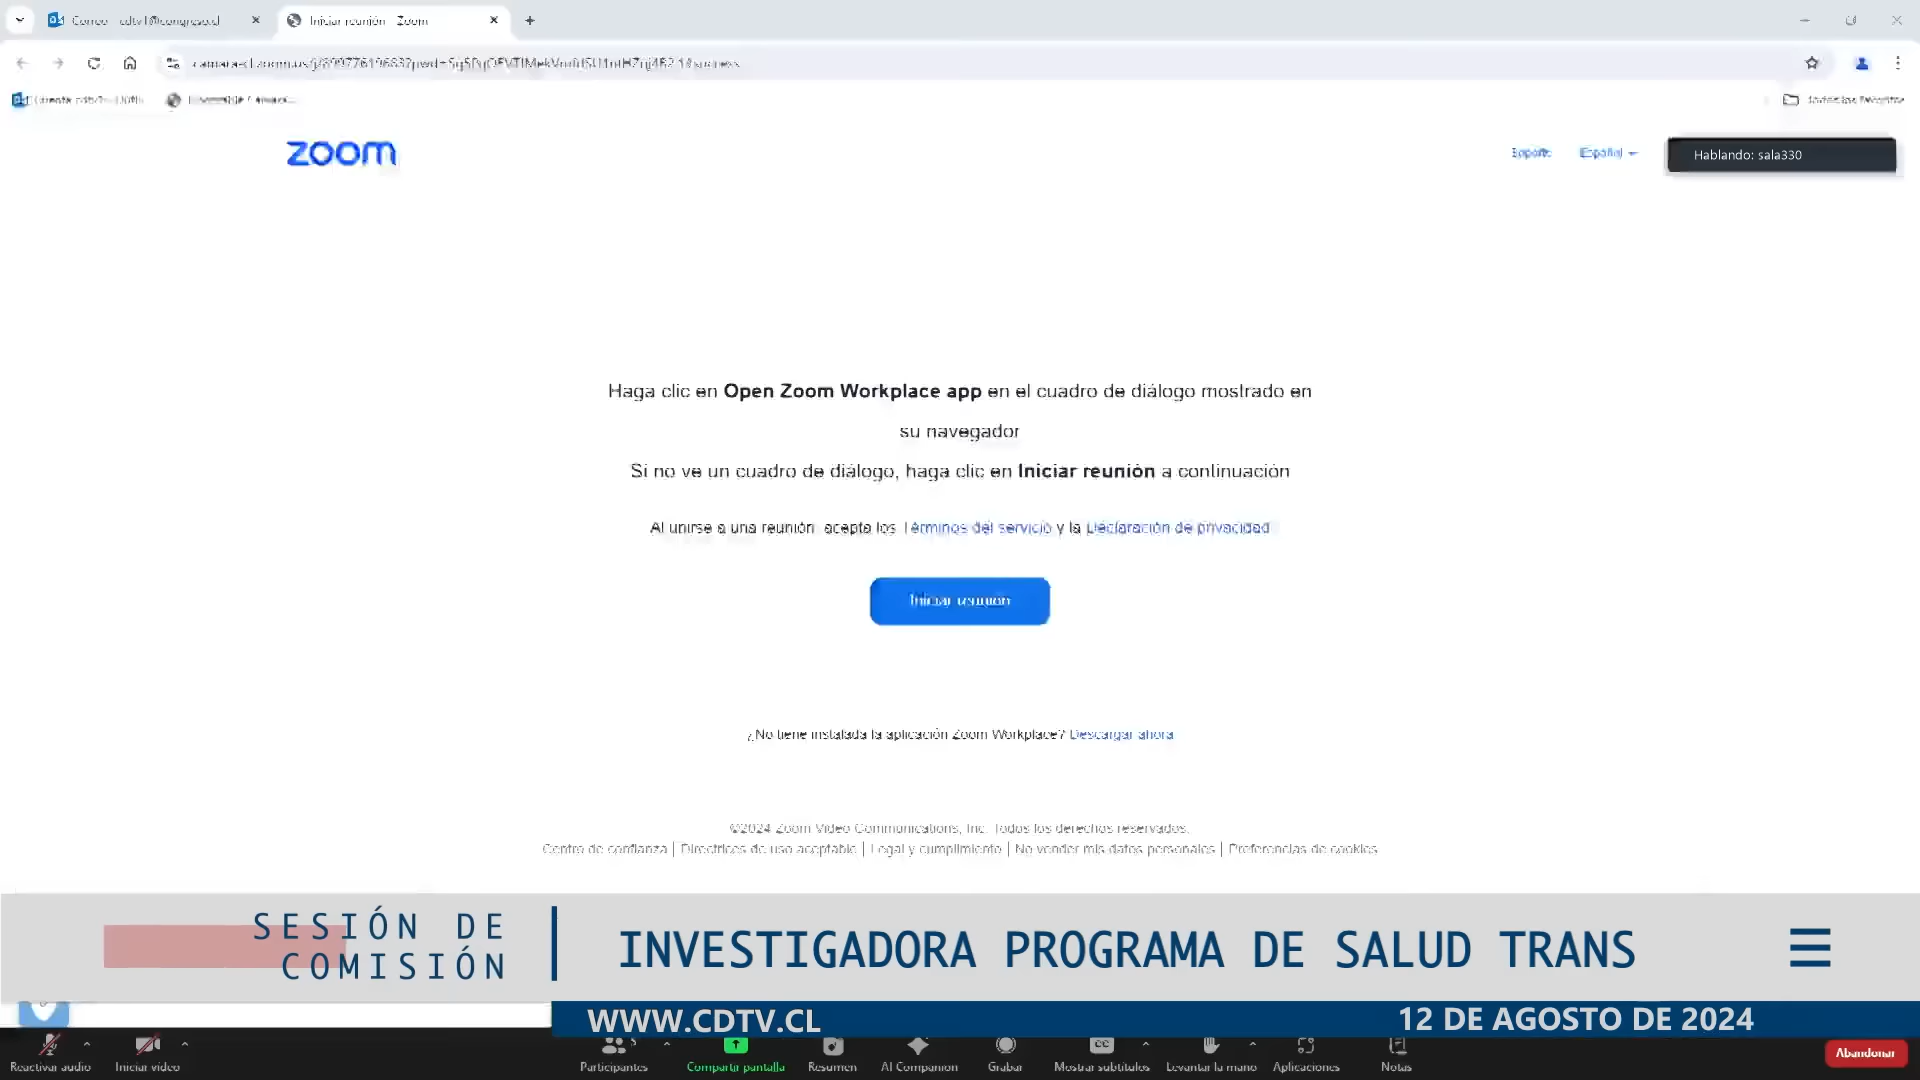 Iniciar reunión - Zoom
zoom
Soporte Español
Hablando: sala330
Haga clic en Open Zoom Workplace app en el cuadro de diálogo mostrado en
su navegador
Si no ve un cuadro de diálogo, haga clic en Iniciar reunión a continuación
Al unirse a una reunión, acepta los Términos del servicio y la Declaración de privacidad
Iniciar reunión
¿No tiene instalada la aplicación Zoom Workplace? Descargar ahora
©2024 Zoom Video Communications, Inc. Todos los derechos reservados.
Centro de confianza | Directrices de uso aceptable | Legal y cumplimiento | No vender mis datos personales | Preferencias de cookies
SESIÓN DE
COMISIÓN
INVESTIGADORA PROGRAMA DE SALUD TRANS
WWW.CDTV.CL
12 DE AGOSTO DE 2024
Reactivar audio Iniciar video Participantes Compartir pantalla Resumen AI Companion Grabar Mostrar subtítulos Levantar la mano Aplicaciones Notas Abandonar